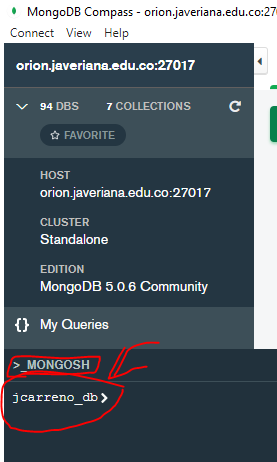 MongoDB Compass - orion.javeriana.edu.co:27
Connect View Help
orion.javeriana.edu.co:27017
94 DBS 7 COLLECTIONS
FAVORITE
HOST
orion.javeriana.edu.co:27017
CLUSTER
Standalone
EDITION
MongoDB 5.0.6 Community
{} My Queries
>_MONGOSH
jcarreno_db>